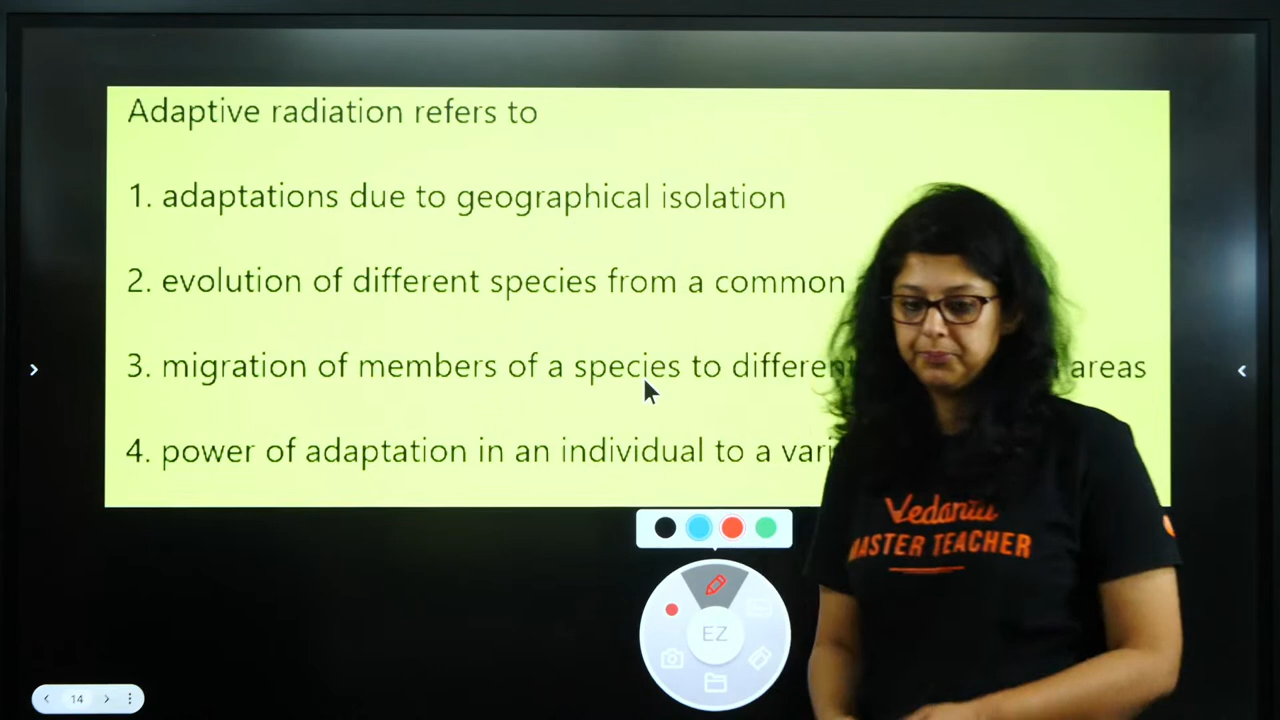 Adaptive radiation refers to
1. adaptations due to geographical isolation
2. evolution of different species from a common
3. migration of members of a species to different areas
4. power of adaptation in an individual to a
EZ
14
Vedantu
MASTER TEACHER